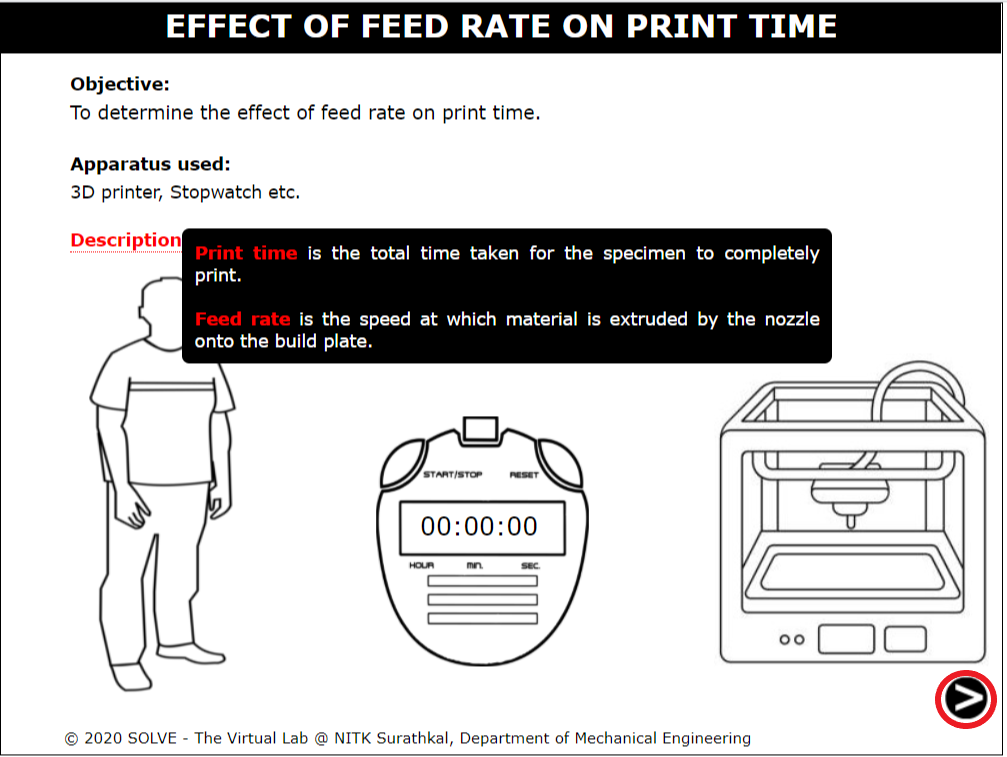 EFFECT OF FEED RATE ON PRINT TIME
Objective:
To determine the effect of feed rate on print time.
Apparatus used:
3D printer, Stopwatch etc.
Description
Print time is the total time taken for the specimen to completely
print.
Feed rate is the speed at which material is extruded by the nozzle
onto the build plate.
START/STOP RESET
00:00:00
HOUR MIN. SEC.
© 2020 SOLVE - The Virtual Lab @ NITK Surathkal, Department of Mechanical Engineering